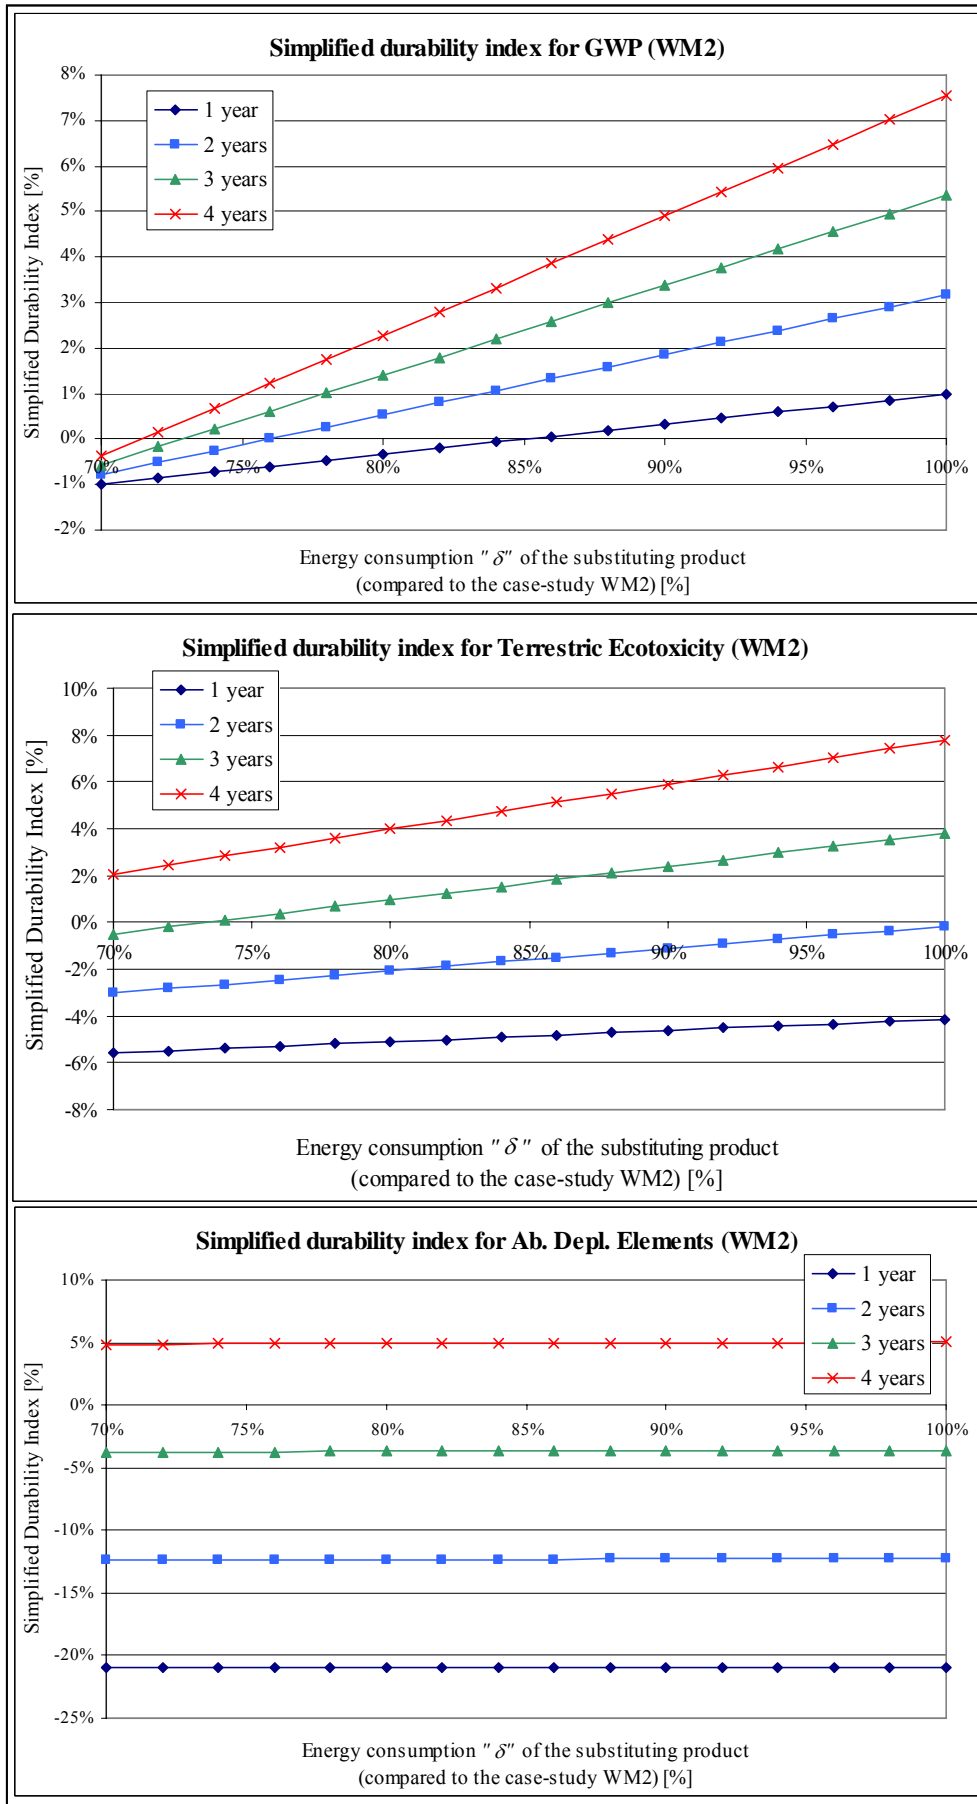 Simplified durability index for GWP (WM2)
8%
7%
6%
5%
4%
3%
2%
1%
0%
-1%
-2%
1 year
2 years
3 years
4 years
Simplified Durability Index [%]
70%
75%
80%
85%
90%
95%
100%
Energy consumption "δ" of the substituting product
(compared to the case-study WM2) [%]
Simplified durability index for Terrestric Ecotoxicity (WM2)
10%
8%
6%
4%
2%
0%
-2%
-4%
-6%
-8%
1 year
2 years
3 years
4 years
Simplified Durability Index [%]
70%
75%
80%
85%
90%
95%
100%
Energy consumption "δ" of the substituting product
(compared to the case-study WM2) [%]
Simplified durability index for Ab. Depl. Elements (WM2)
10%
5%
0%
-5%
-10%
-15%
-20%
-25%
1 year
2 years
3 years
4 years
Simplified Durability Index [%]
70%
75%
80%
85%
90%
95%
100%
Energy consumption "δ" of the substituting product
(compared to the case-study WM2) [%]